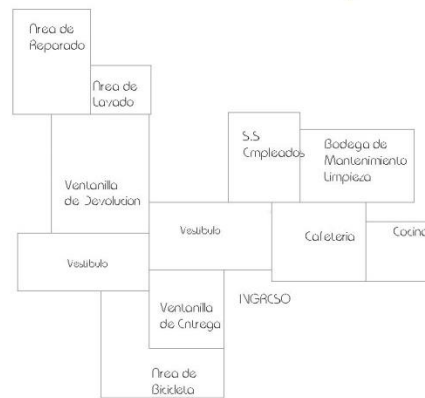 Area de
Reparado
Area de
Lavado
S.S
Empleados
Bodega de
Mantenimiento
Limpieza
Ventanilla
de Devolucion
Vestibulo
Cafeteria
Cocina
Vestibulo
Ventanilla
de Entrega
INGRESO
Area de
Bicicleta